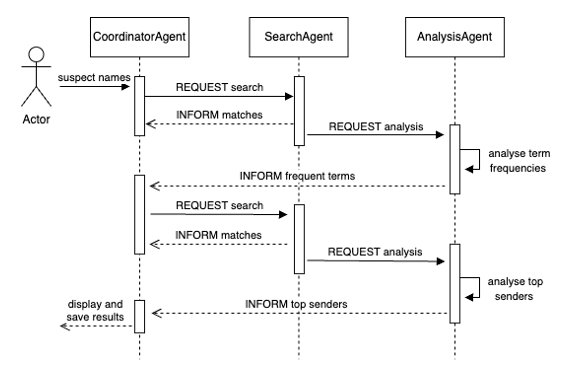 CoordinatorAgent
SearchAgent
AnalysisAgent
suspect names
Actor
REQUEST search
INFORM matches
REQUEST analysis
analyse term
frequencies
INFORM frequent terms
REQUEST search
INFORM matches
REQUEST analysis
analyse top
senders
INFORM top senders
display and
save results